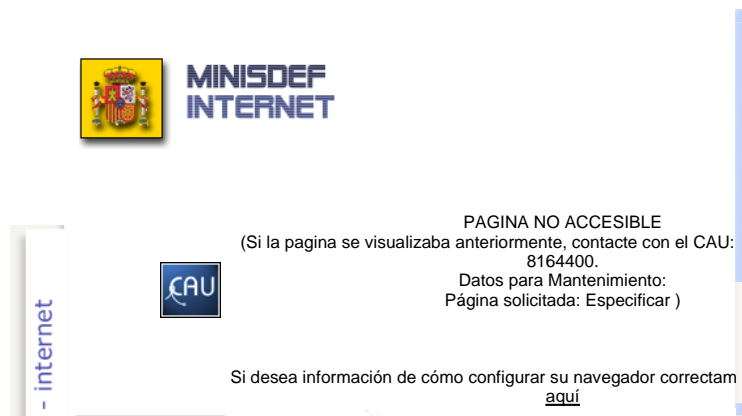 MINISDEF
INTERNET
PAGINA NO ACCESIBLE
(Si la pagina se visualizaba anteriormente, contacte con el CAU:
8164400.
Datos para Mantenimiento:
Página solicitada: Especificar )
CAU
Si desea información de cómo configurar su navegador correctam
aquí
- internet